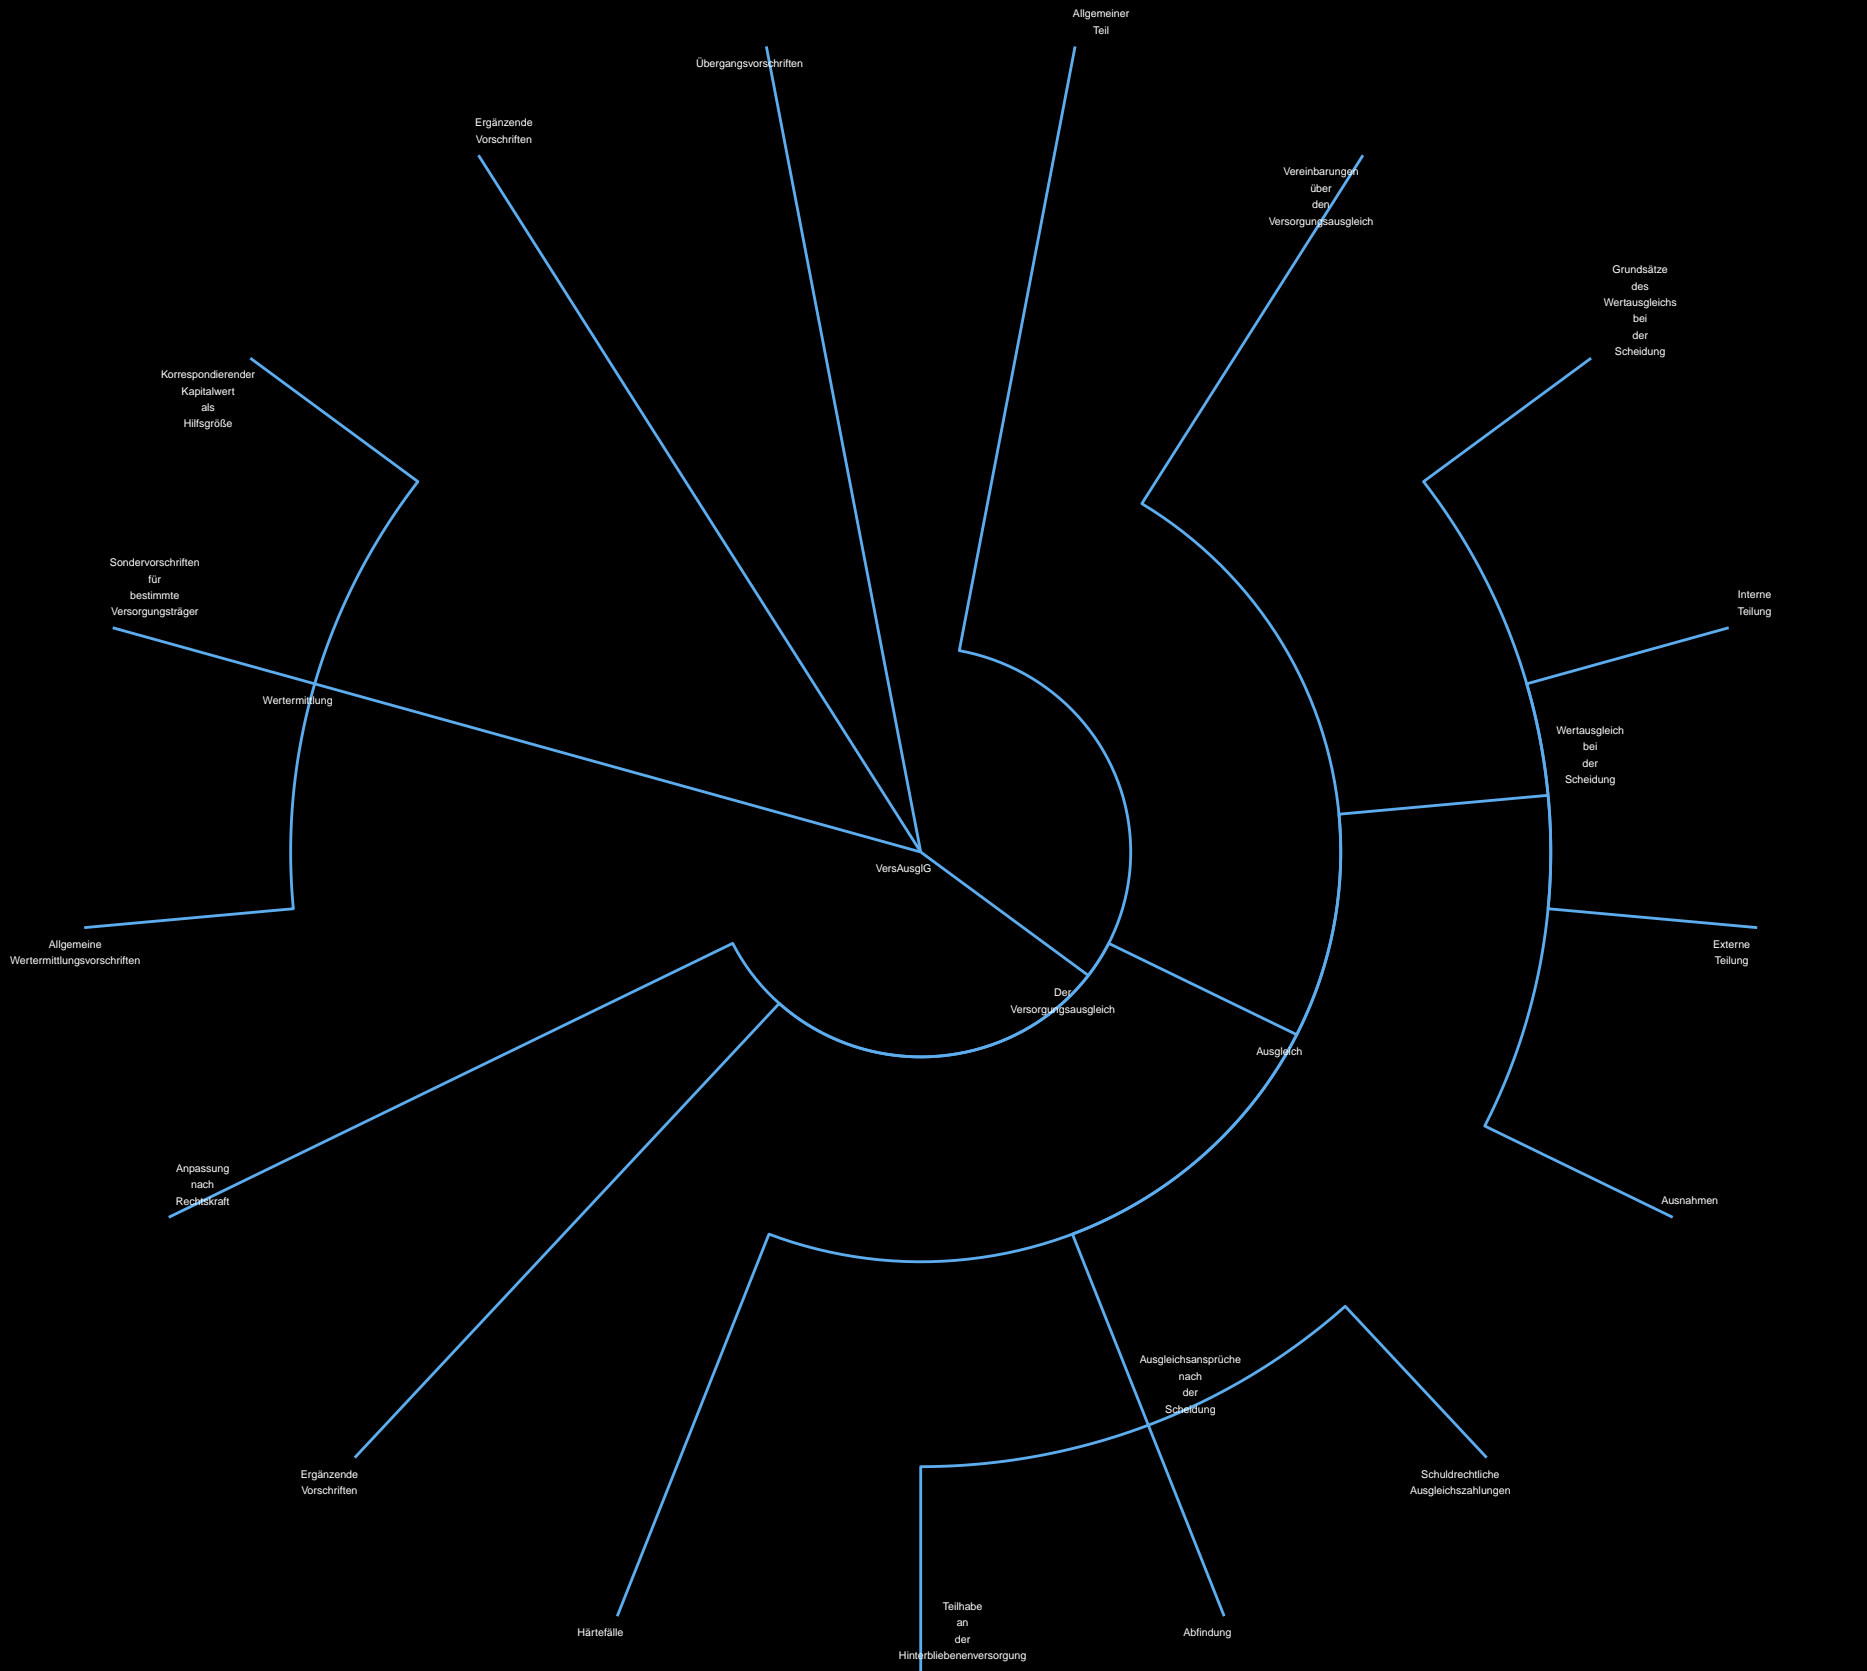 Allgemeiner
Teil
Übergangsvorschriften
Ergänzende
Vorschriften
Vereinbarungen
über
den
Versorgungsausgleich
Grundsätze
des
Wertausgleichs
bei
der
Scheidung
Korrespondierender
Kapitalwert
als
Hilfsgröße
Sondervorschriften
für
bestimmte
Versorgungsträger
Interne
Teilung
Wertermittlung
Wertausgleich
bei
der
Scheidung
VersAusglG
Allgemeine
Wertermittlungsvorschriften
Externe
Teilung
Der
Versorgungsausgleich
Ausgleich
Anpassung
nach
Rechtskraft
Ausnahmen
Ausgleichsansprüche
nach
der
Scheidung
Ergänzende
Vorschriften
Schuldrechtliche
Ausgleichszahlungen
Härtefälle
Teilhabe
an
der
Hinterbliebenenversorgung
Abfindung